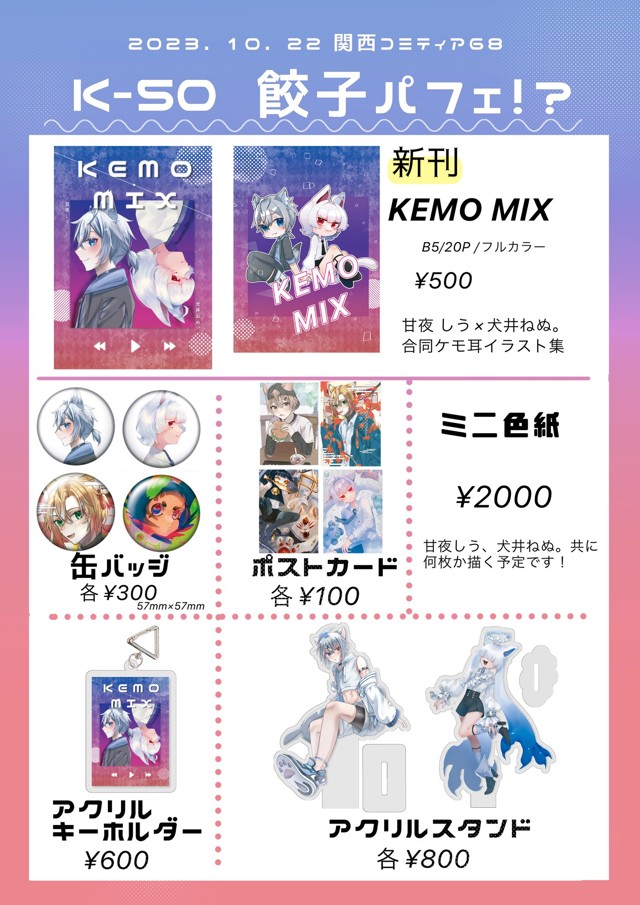 2023. 10. 22 関西コミティア68
K-50 餃子パフェ!?
KEMO
MIX
KEMO
MIX
新刊
KEMO MIX
B5/20P/フルカラー
¥500
甘夜 しう×犬井ねぬ。
合同ケモ耳イラスト集
缶バッジ
各¥300
57mm×57mm
ポストカード
各¥100
ミニ色紙
¥2000
甘夜しう、犬井ねぬ。共に
何枚か描く予定です！
KEMO
MIX
アクリル
キーホルダー
¥600
アクリルスタンド
各¥800